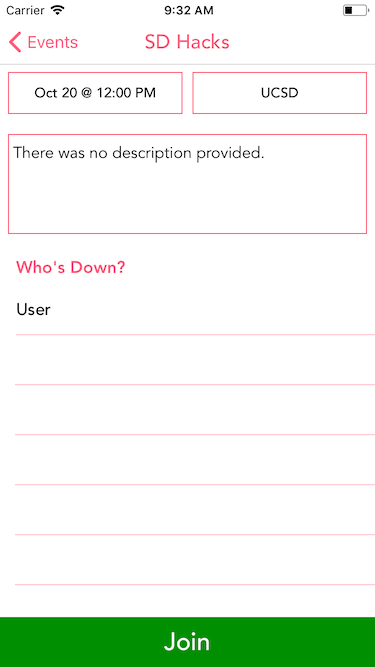 Carrier 9:32 AM
Events SD Hacks
Oct 20 @ 12:00 PM UCSD
There was no description provided.
Who's Down?
User
Join